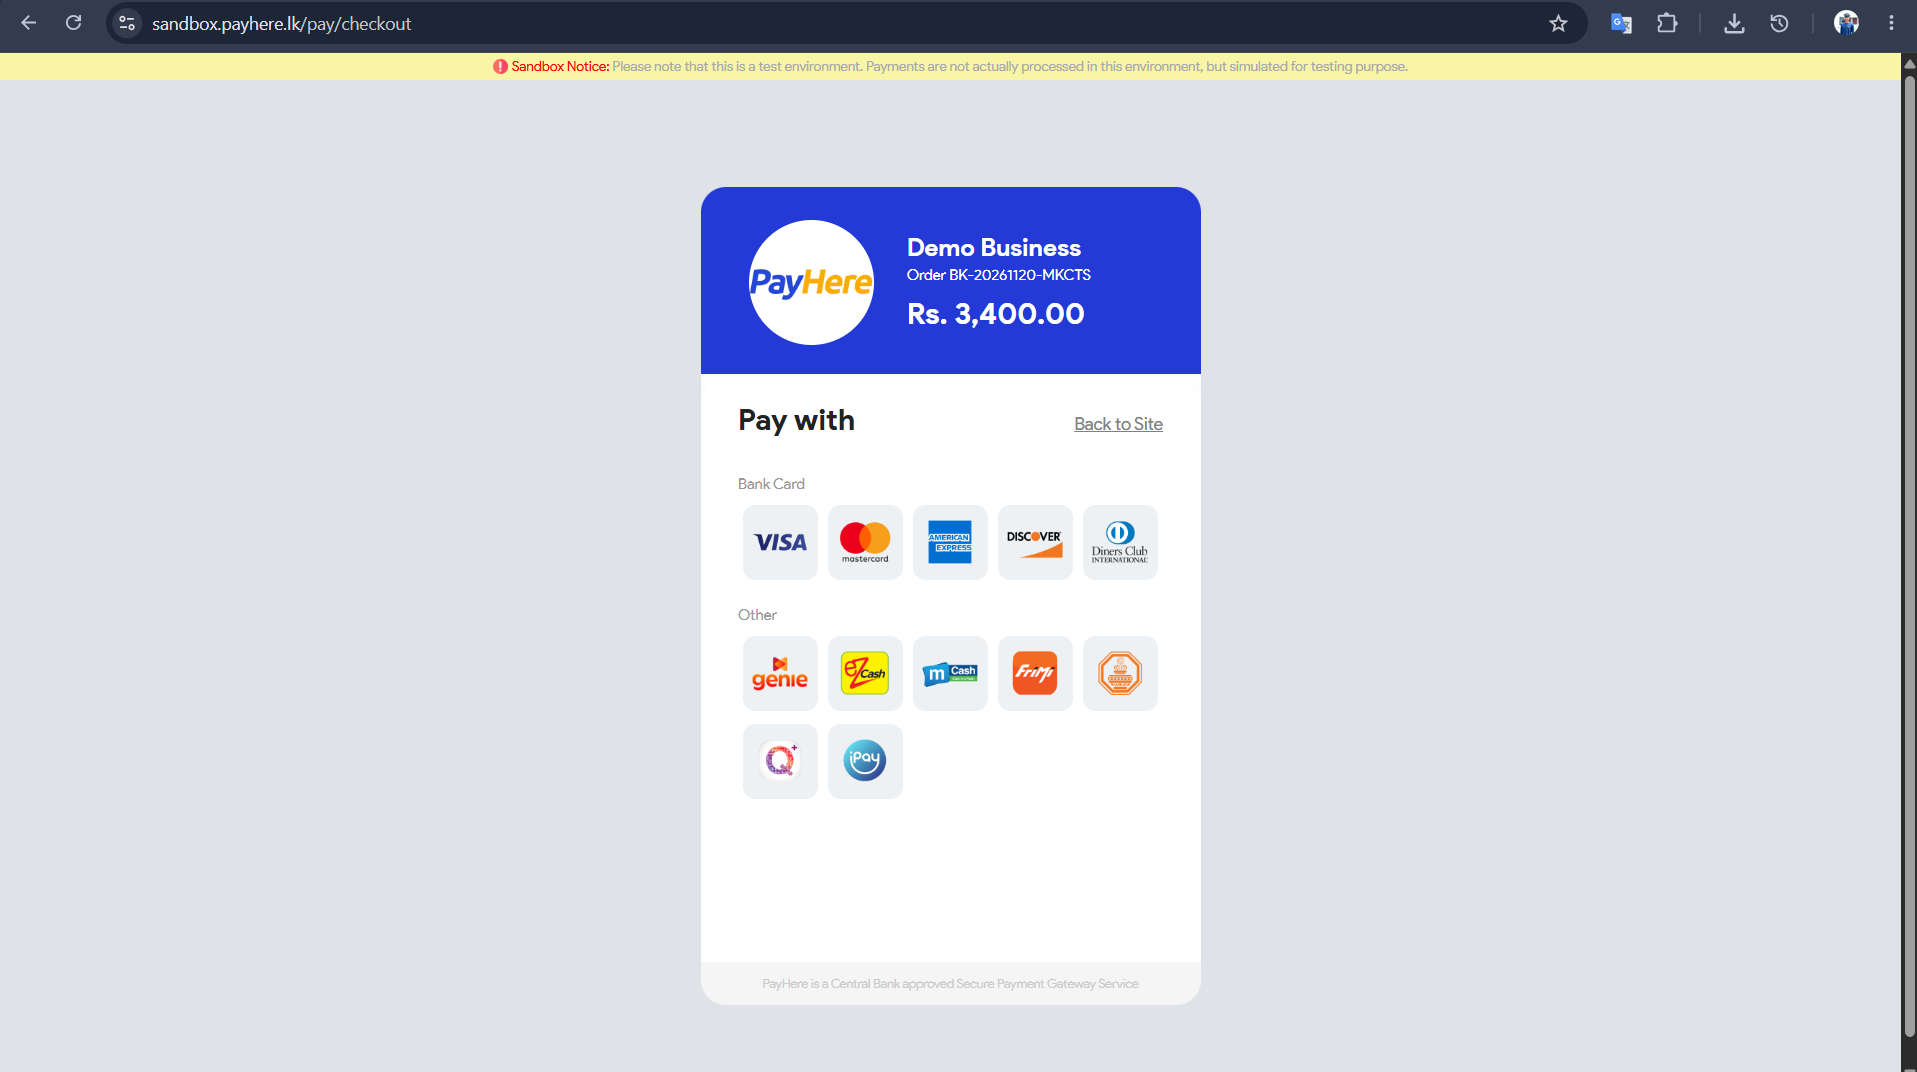 sandbox.payhere.lk/pay/checkout
Sandbox Notice: Please note that this is a test environment. Payments are not actually processed in this environment, but simulated for testing purpose.
PayHere
Demo Business
Order BK-20261120-MKCTS
Rs. 3,400.00
Pay with
Back to Site
Bank Card
VISA
mastercard
AMERICAN EXPRESS
DISCOVER
Diners Club
INTERNATIONAL
Other
genie
eZ Cash
m Cash
FriMi
Q+
iPay
PayHere is a Central Bank approved Secure Payment Gateway Service